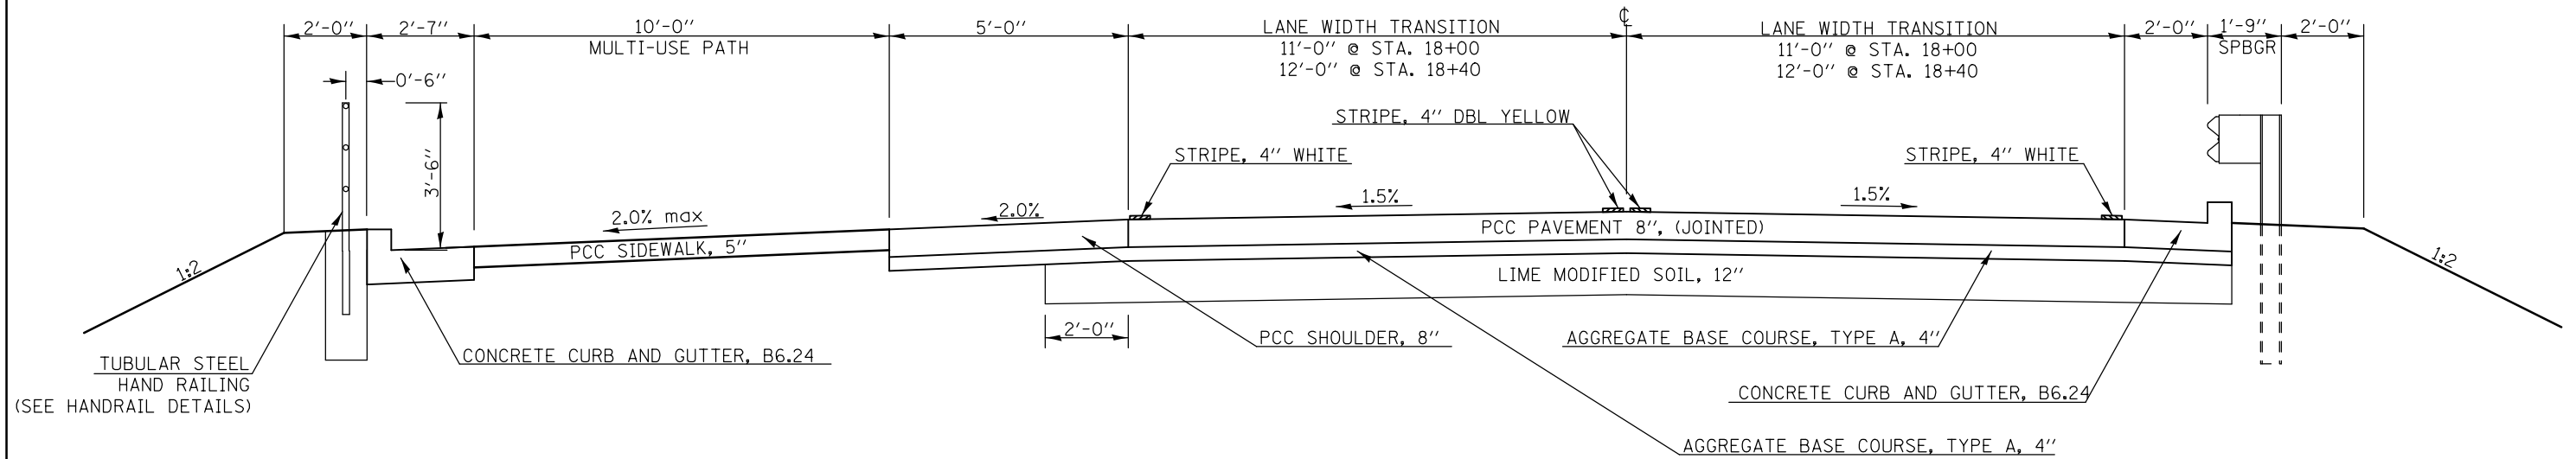 2'-0"
2'-7"
10'-0"
MULTI-USE PATH
5'-0"
LANE WIDTH TRANSITION
11'-0" @ STA. 18+00
12'-0" @ STA. 18+40
℄
LANE WIDTH TRANSITION
11'-0" @ STA. 18+00
12'-0" @ STA. 18+40
2'-0"
1'-9"
SPBGR
2'-0"
0'-6"
3'-6"
STRIPE, 4" DBL YELLOW
STRIPE, 4" WHITE
STRIPE, 4" WHITE
2.0% max
2.0%
1.5%
1.5%
PCC SIDEWALK, 5"
PCC PAVEMENT 8", (JOINTED)
LIME MODIFIED SOIL, 12"
1:2
1:2
2'-0"
PCC SHOULDER, 8"
AGGREGATE BASE COURSE, TYPE A, 4"
TUBULAR STEEL
HAND RAILING
(SEE HANDRAIL DETAILS)
CONCRETE CURB AND GUTTER, B6.24
CONCRETE CURB AND GUTTER, B6.24
AGGREGATE BASE COURSE, TYPE A, 4"